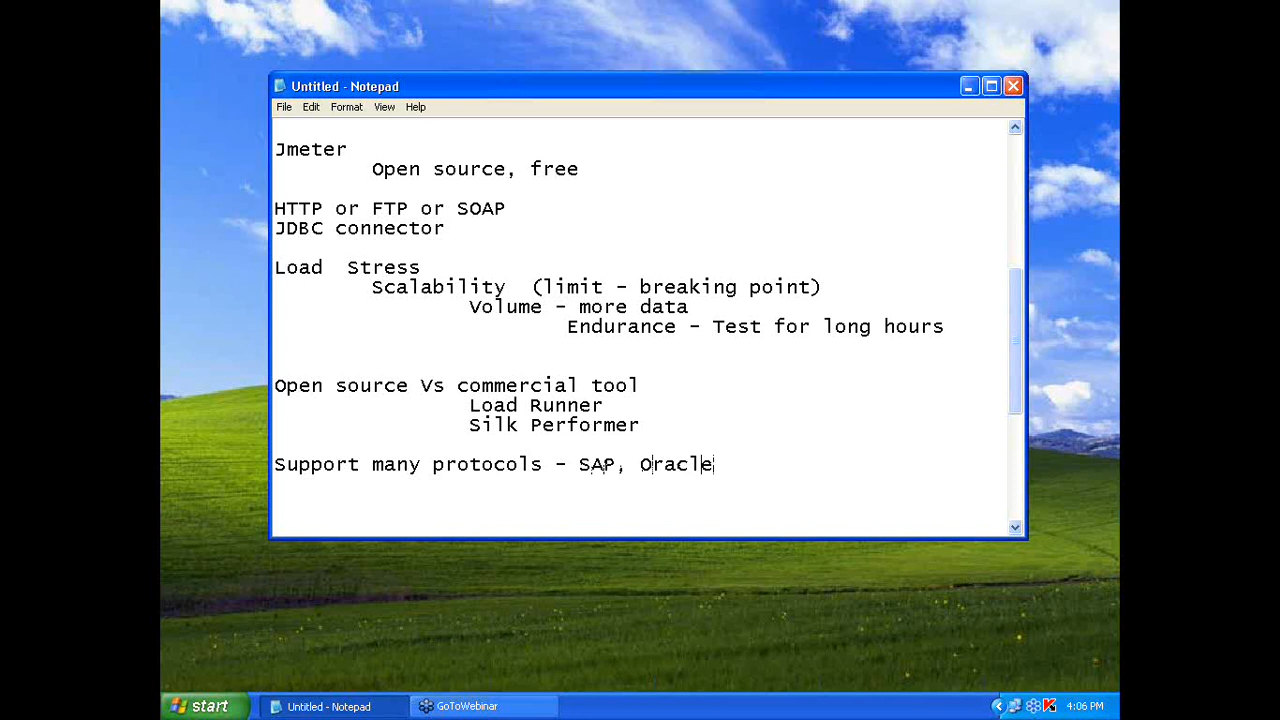 Untitled - Notepad
File Edit Format View Help
Jmeter
Open source, free
HTTP or FTP or SOAP
JDBC connector
Load Stress
Scalability (limit - breaking point)
Volume - more data
Endurance - Test for long hours
Open source Vs commercial tool
Load Runner
Silk Performer
Support many protocols - SAP, Oracle
start Untitled - Notepad GoToWebinar 4:06 PM